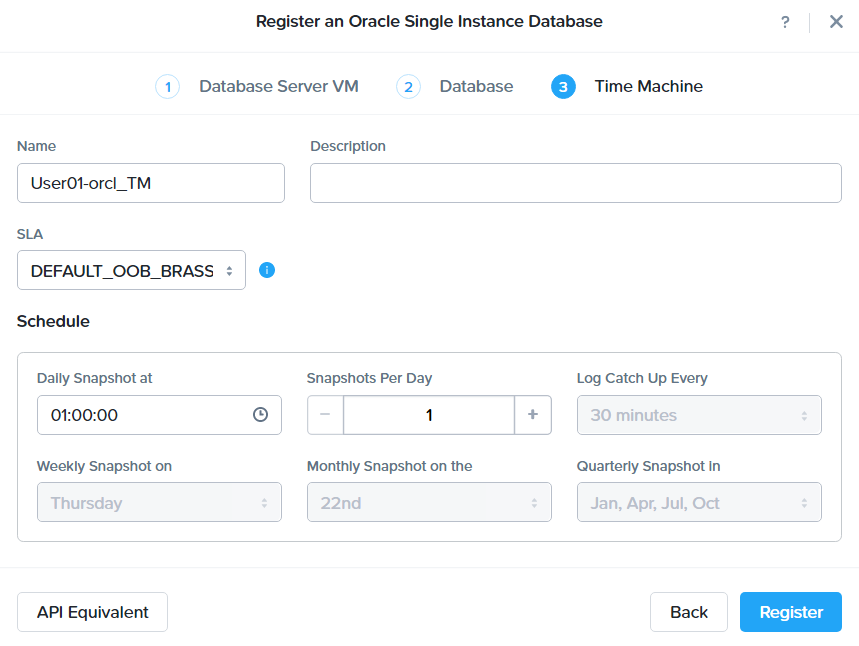 Register an Oracle Single Instance Database ?
1 Database Server VM 2 Database 3 Time Machine
Name Description
User01-orcl_TM
SLA
DEFAULT_OOB_BRASS
Schedule
Daily Snapshot at Snapshots Per Day Log Catch Up Every
01:00:00 − 1 + 30 minutes
Weekly Snapshot on Monthly Snapshot on the Quarterly Snapshot in
Thursday 22nd Jan, Apr, Jul, Oct
API Equivalent Back Register